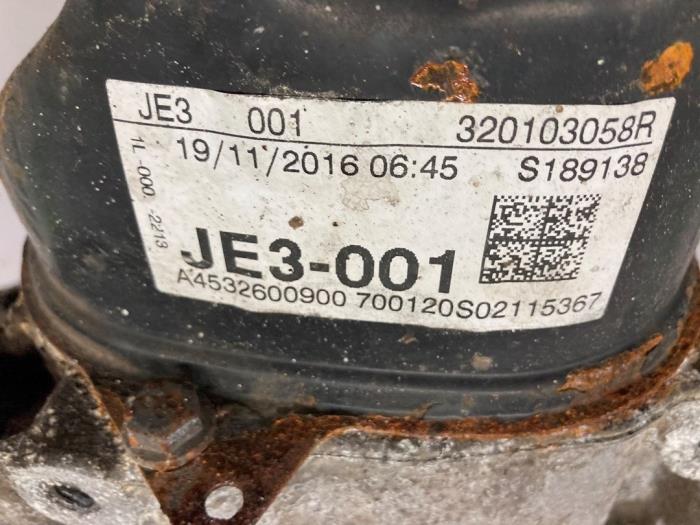 JE3 001 320103058R
19/11/2016 06:45 S189138
1L-000 -2213
JE3-001
A4532600900 700120S02115367